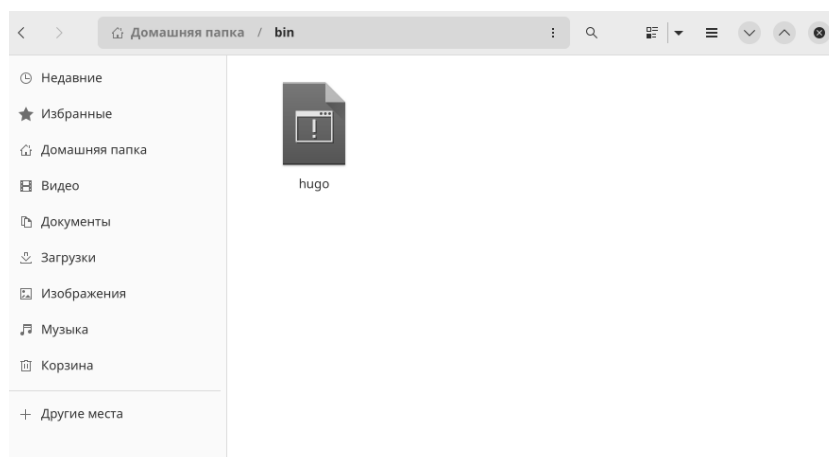 Домашняя папка / bin
Недавние
Избранные
Домашняя папка
Видео
Документы
Загрузки
Изображения
Музыка
Корзина
Другие места
hugo